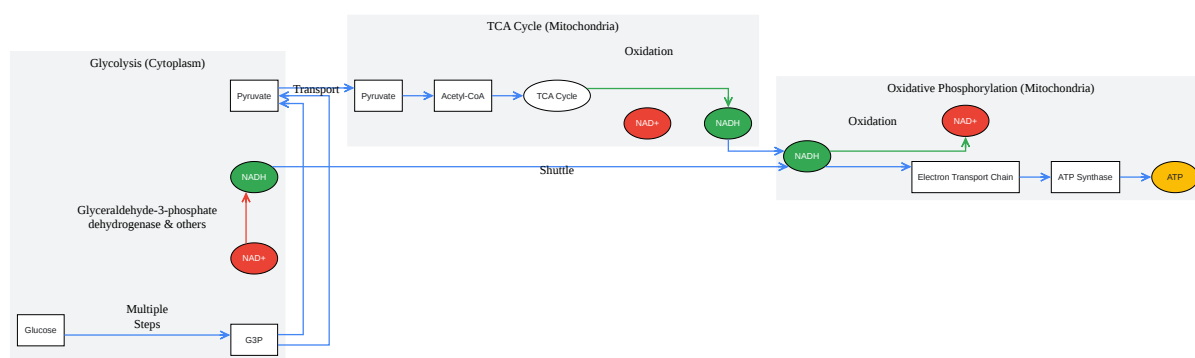 TCA Cycle (Mitochondria)
Oxidation
Glycolysis (Cytoplasm)
Pyruvate
Transport
Pyruvate
Acetyl-CoA
TCA Cycle
NAD+
NADH
Oxidative Phosphorylation (Mitochondria)
Oxidation
NAD+
NADH
Electron Transport Chain
ATP Synthase
ATP
NADH
Shuttle
Glyceraldehyde-3-phosphate
dehydrogenase & others
NAD+
Multiple
Steps
Glucose
G3P